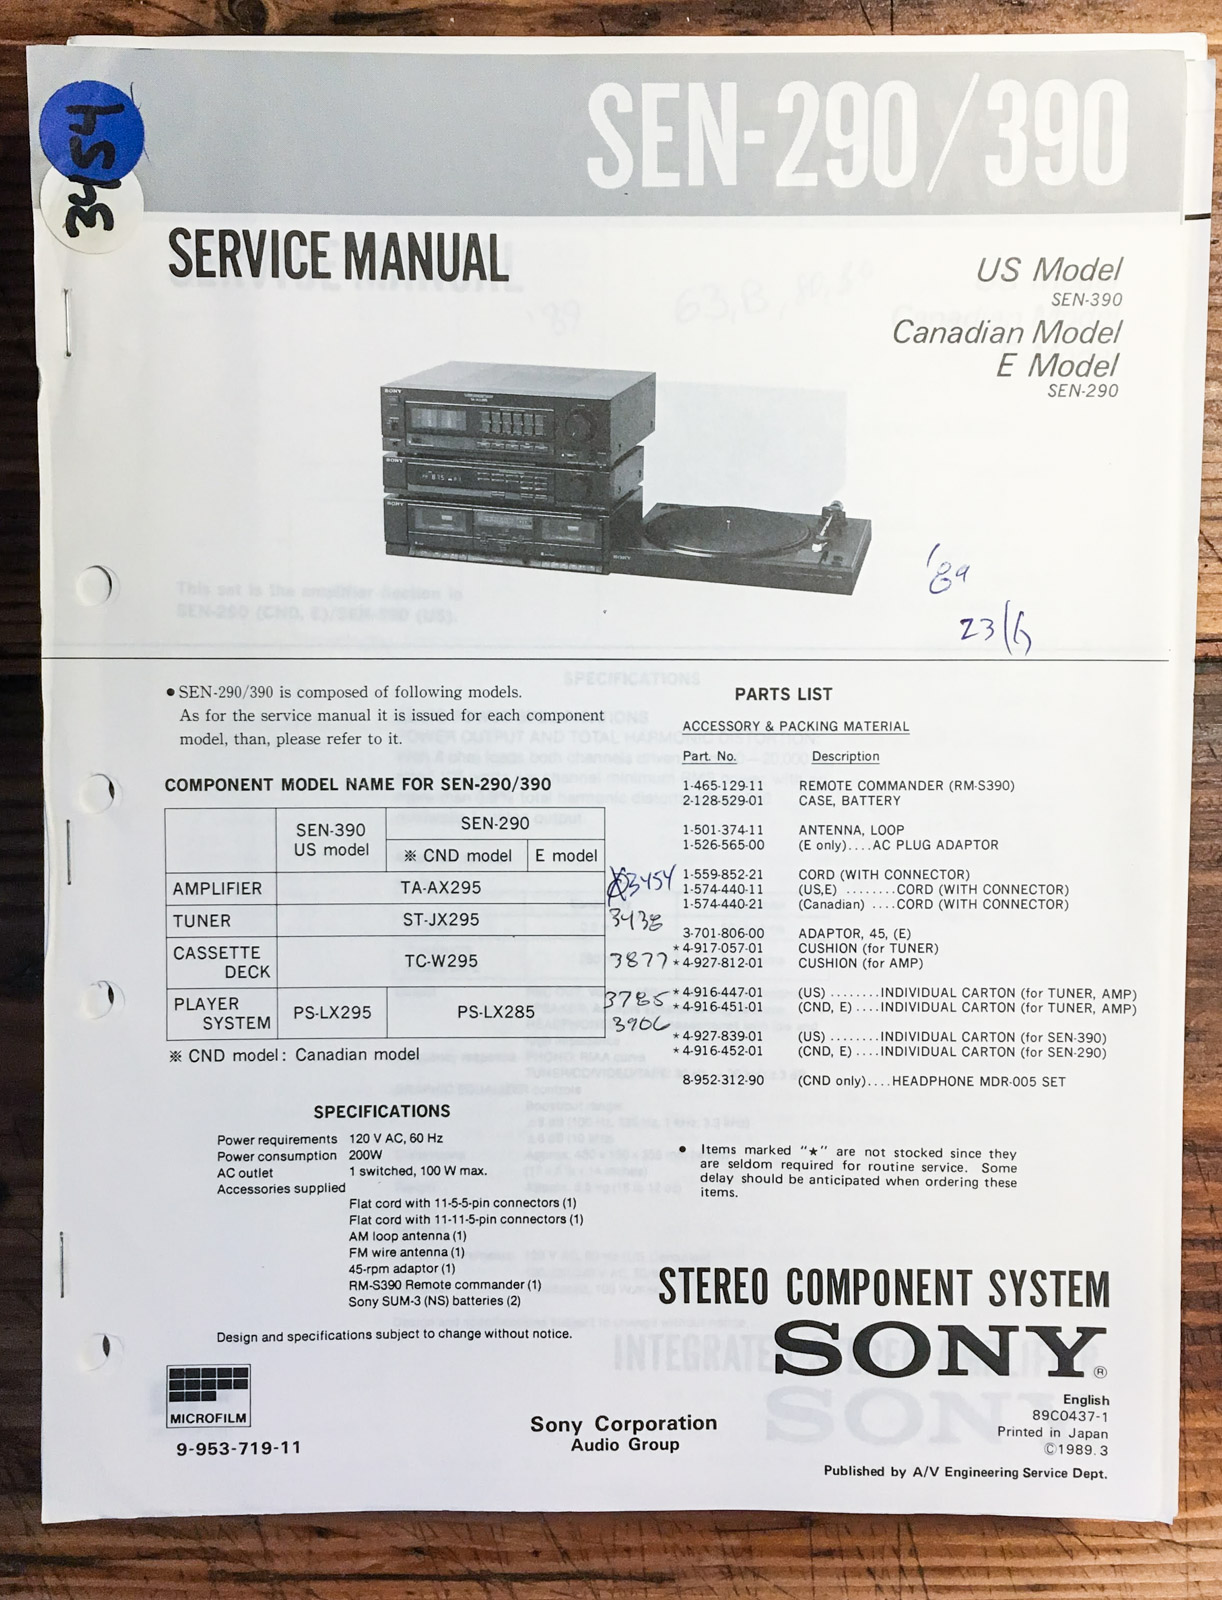 SEN-290/390
3454
SERVICE MANUAL
US Model
SEN-390
Canadian Model
E Model
SEN-290
SONY
SONY
SONY
'89
23/
• SEN-290/390 is composed of following models.
As for the service manual it is issued for each component
model, than, please refer to it.
COMPONENT MODEL NAME FOR SEN-290/390
SEN-390
US model
SEN-290
※ CND model
E model
AMPLIFIER TA-AX295 3454
TUNER ST-JX295 3438
CASSETTE
DECK TC-W295 3877
PLAYER
SYSTEM PS-LX295 PS-LX285 3785
3906
※ CND model: Canadian model
SPECIFICATIONS
Power requirements 120 V AC, 60 Hz
Power consumption 200W
AC outlet 1 switched, 100 W max.
Accessories supplied
Flat cord with 11-5-5-pin connectors (1)
Flat cord with 11-11-5-pin connectors (1)
AM loop antenna (1)
FM wire antenna (1)
45-rpm adaptor (1)
RM-S390 Remote commander (1)
Sony SUM-3 (NS) batteries (2)
Design and specifications subject to change without notice.
PARTS LIST
ACCESSORY & PACKING MATERIAL
Part. No. Description
1-465-129-11 REMOTE COMMANDER (RM-S390)
2-128-529-01 CASE, BATTERY
1-501-374-11 ANTENNA, LOOP
1-526-565-00 (E only)....AC PLUG ADAPTOR
1-559-852-21 CORD (WITH CONNECTOR)
1-574-440-11 (US,E) ........CORD (WITH CONNECTOR)
1-574-440-21 (Canadian) ....CORD (WITH CONNECTOR)
3-701-806-00 ADAPTOR, 45, (E)
*4-917-057-01 CUSHION (for TUNER)
*4-927-812-01 CUSHION (for AMP)
*4-916-447-01 (US) ........INDIVIDUAL CARTON (for TUNER, AMP)
*4-916-451-01 (CND, E) ....INDIVIDUAL CARTON (for TUNER, AMP)
*4-927-839-01 (US) ........INDIVIDUAL CARTON (for SEN-390)
*4-916-452-01 (CND, E) ....INDIVIDUAL CARTON (for SEN-290)
8-952-312-90 (CND only)....HEADPHONE MDR-005 SET
• Items marked "★" are not stocked since they
are seldom required for routine service. Some
delay should be anticipated when ordering these
items.
STEREO COMPONENT SYSTEM
SONY®
MICROFILM
9-953-719-11
Sony Corporation
Audio Group
English
89C0437-1
Printed in Japan
©1989. 3
Published by A/V Engineering Service Dept.